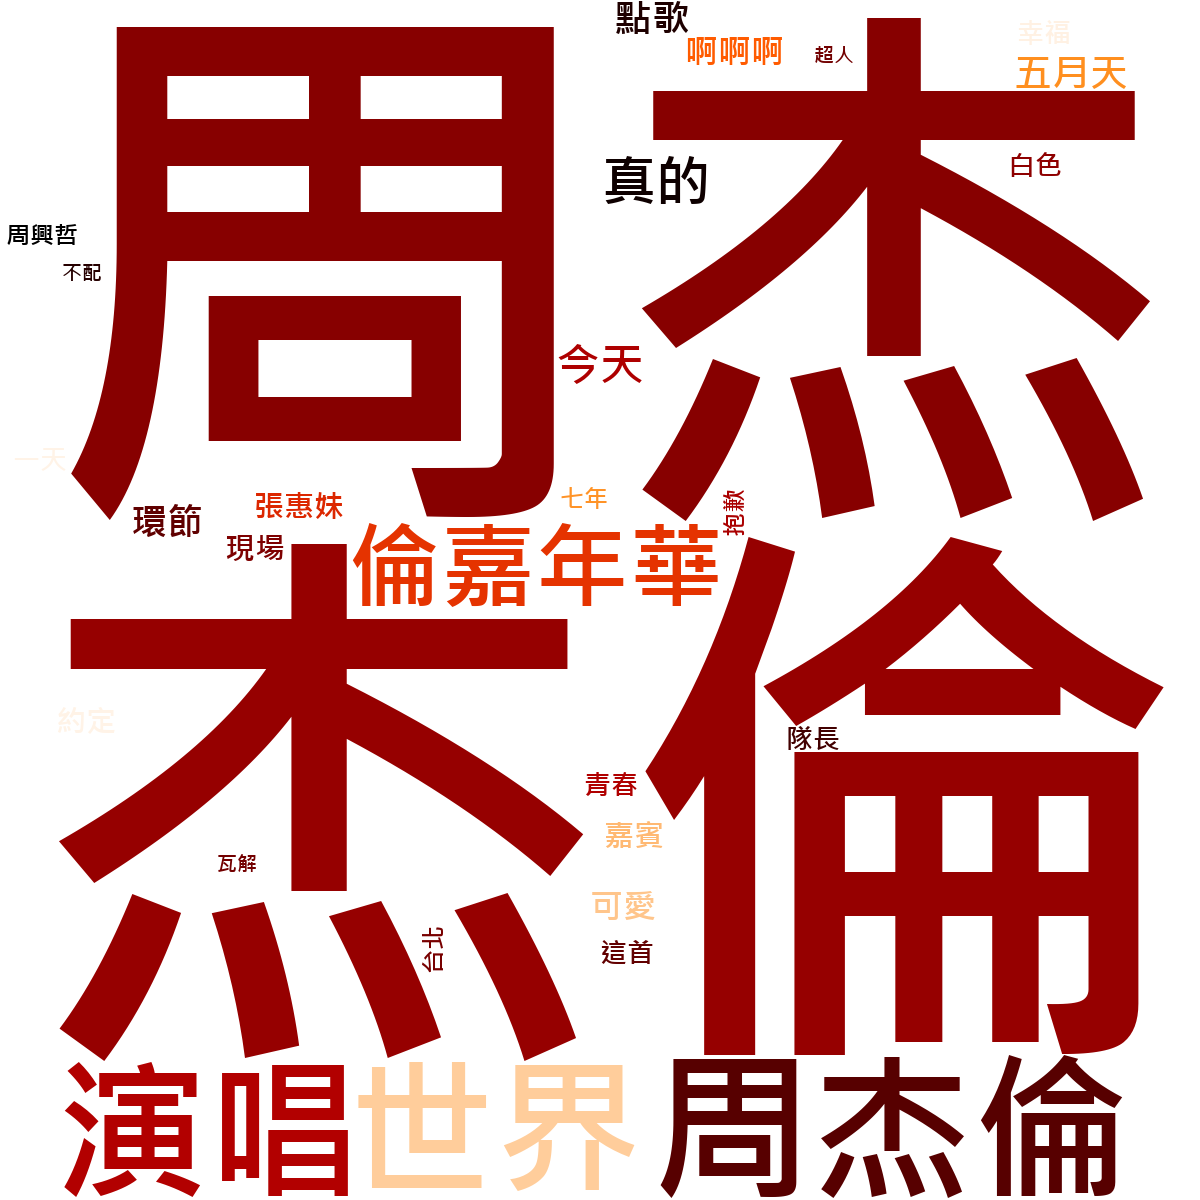 點歌
啊啊啊
超人
幸福
五月天
周杰
真的
白色
周興哲
不配
今天
一天
環節
張惠妹
七年
抱歉
現場
倫嘉年華
杰倫
約定
隊長
青春
嘉賓
瓦解
可愛
台北
這首
演唱
世界
周杰倫